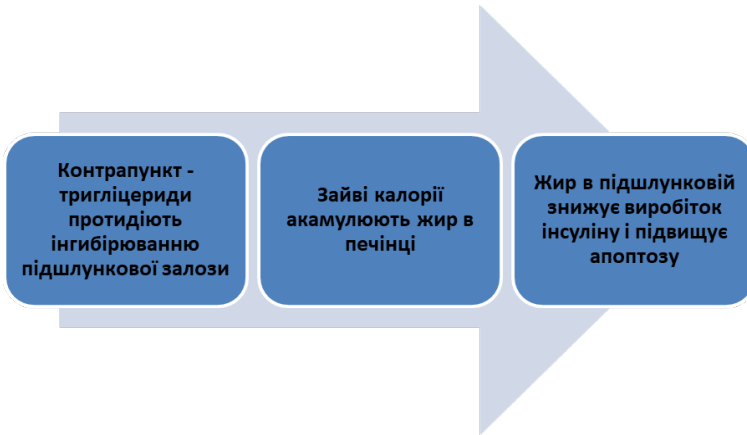 Контрапункт -
тригліцериди
протидіють
інгибірюванню
підшлункової залози
Зайві калорії
акамулюють жир в
печінці
Жир в підшлунковій
знижує виробіток
інсуліну і підвищує
апоптозу